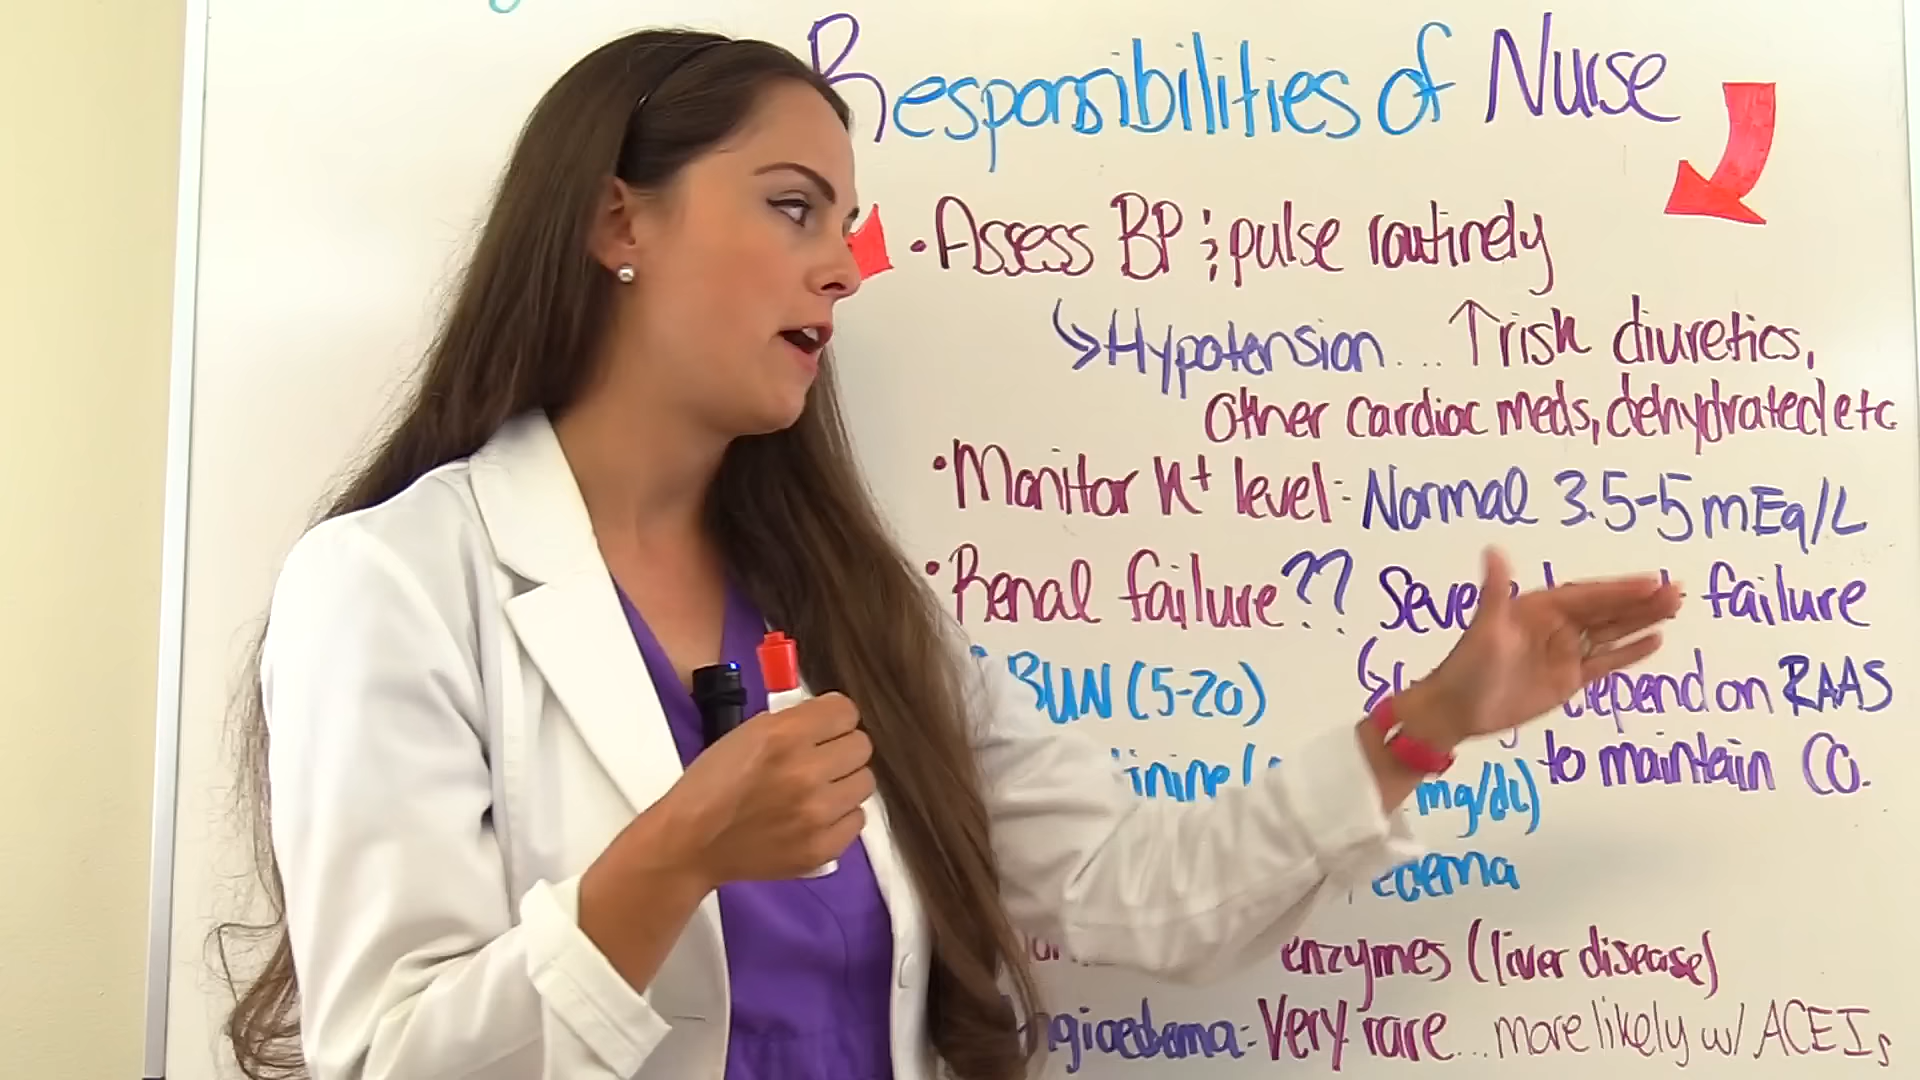 Responsibilities of Nurse
• Assess BP & pulse routinely
↳ Hypotension... ↑risk diuretics,
other cardiac meds, dehydrated etc
• Monitor K+ level: Normal 3.5-5 mEq/L
• Renal failure?? failure
BUN (5-20) depend on RAAS
mg/dL) to maintain CO.
edema
enzymes (liver disease)
Very rare... more likely w/ ACEIs